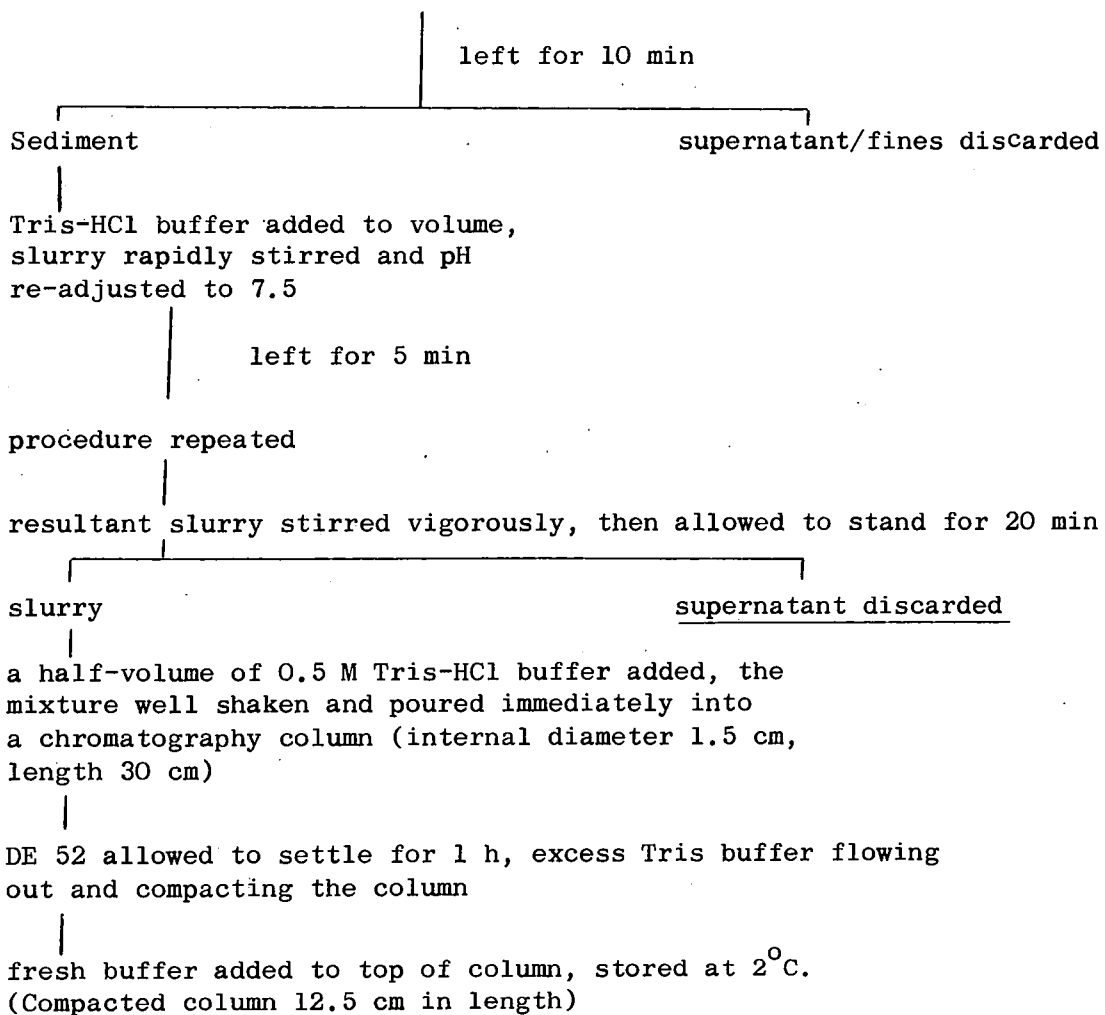 left for 10 min
Sediment
supernatant/fines discarded
Tris-HCl buffer added to volume,
slurry rapidly stirred and pH
re-adjusted to 7.5
left for 5 min
procedure repeated
resultant slurry stirred vigorously, then allowed to stand for 20 min
slurry
supernatant discarded
a half-volume of 0.5 M Tris-HCl buffer added, the
mixture well shaken and poured immediately into
a chromatography column (internal diameter 1.5 cm,
length 30 cm)
DE 52 allowed to settle for 1 h, excess Tris buffer flowing
out and compacting the column
fresh buffer added to top of column, stored at 2°C.
(Compacted column 12.5 cm in length)